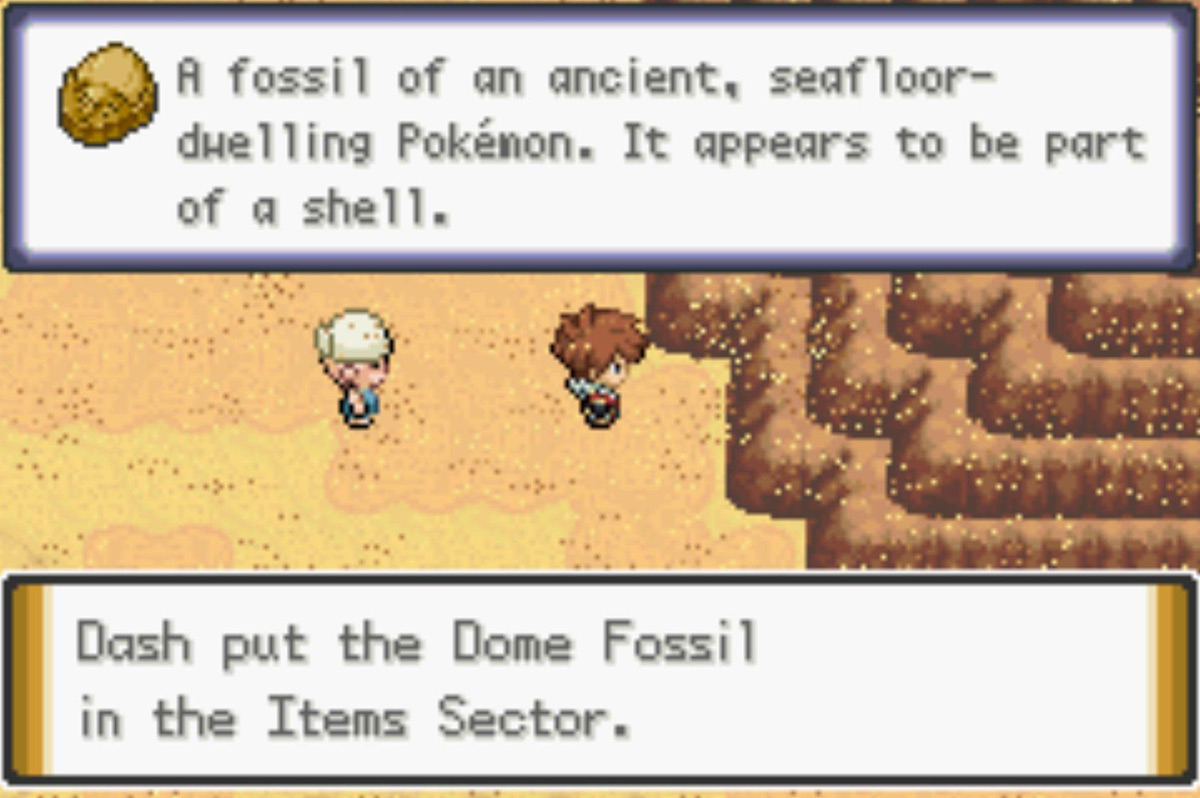 A fossil of an ancient, seafloor-
dwelling Pokémon. It appears to be part
of a shell.
Dash put the Dome Fossil
in the Items Sector.